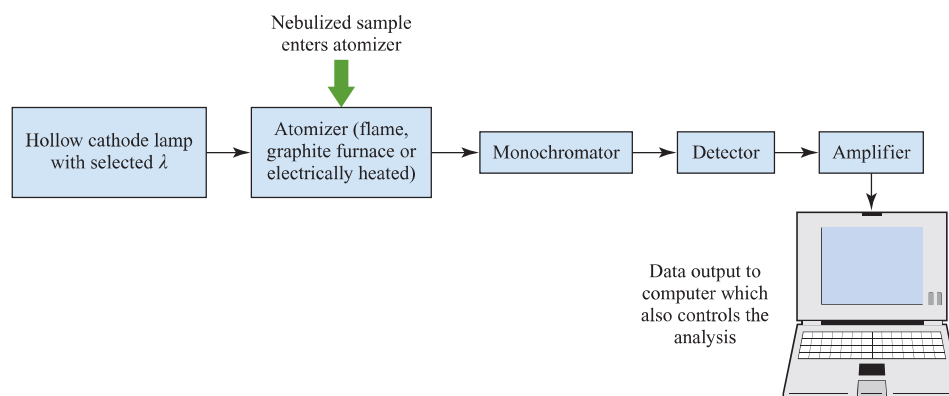 Nebulized sample
enters atomizer
Hollow cathode lamp
with selected λ
Atomizer (flame,
graphite furnace or
electrically heated)
Monochromator
Detector
Amplifier
Data output to
computer which
also controls the
analysis